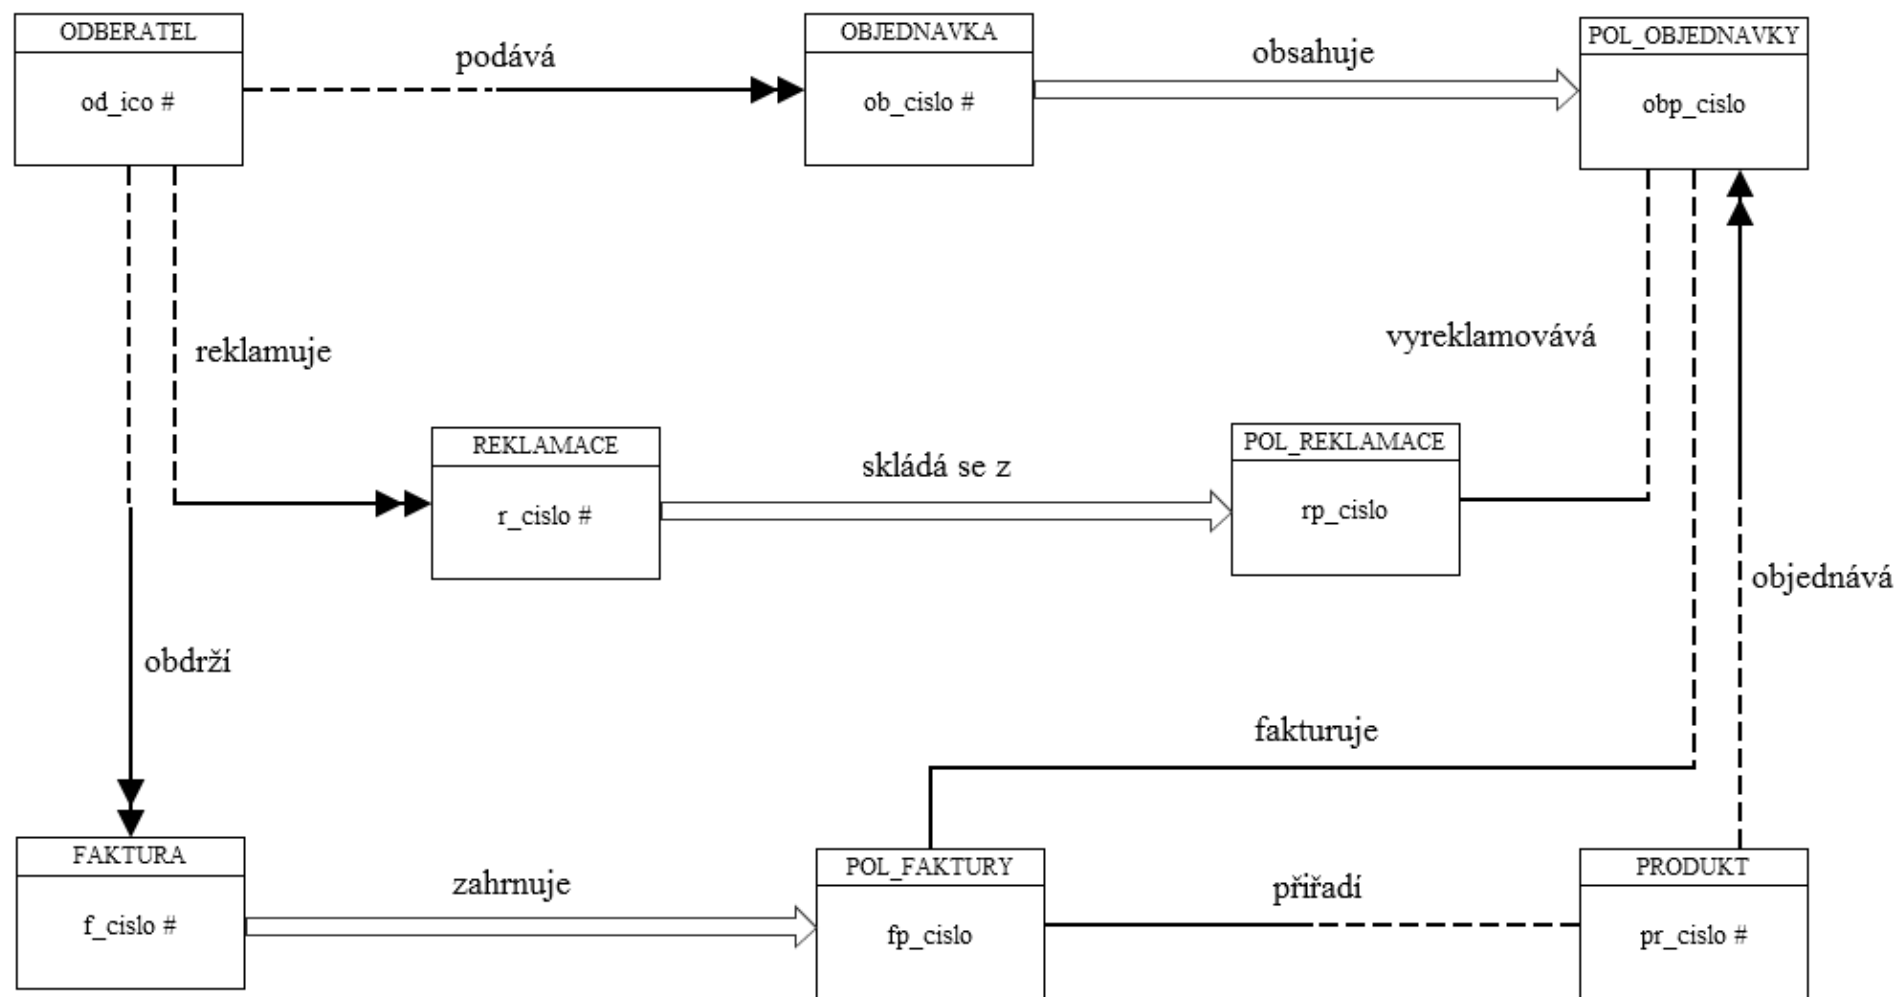 ODBERATEL
od_ico #
podává
OBJEDNAVKA
ob_cislo #
obsahuje
POL_OBJEDNAVKY
obp_cislo
reklamuje
vyreklamovává
REKLAMACE
r_cislo #
skládá se z
POL_REKLAMACE
rp_cislo
objednává
obdrží
fakturuje
FAKTURA
f_cislo #
zahrnuje
POL_FAKTURY
fp_cislo
přiřadí
PRODUKT
pr_cislo #